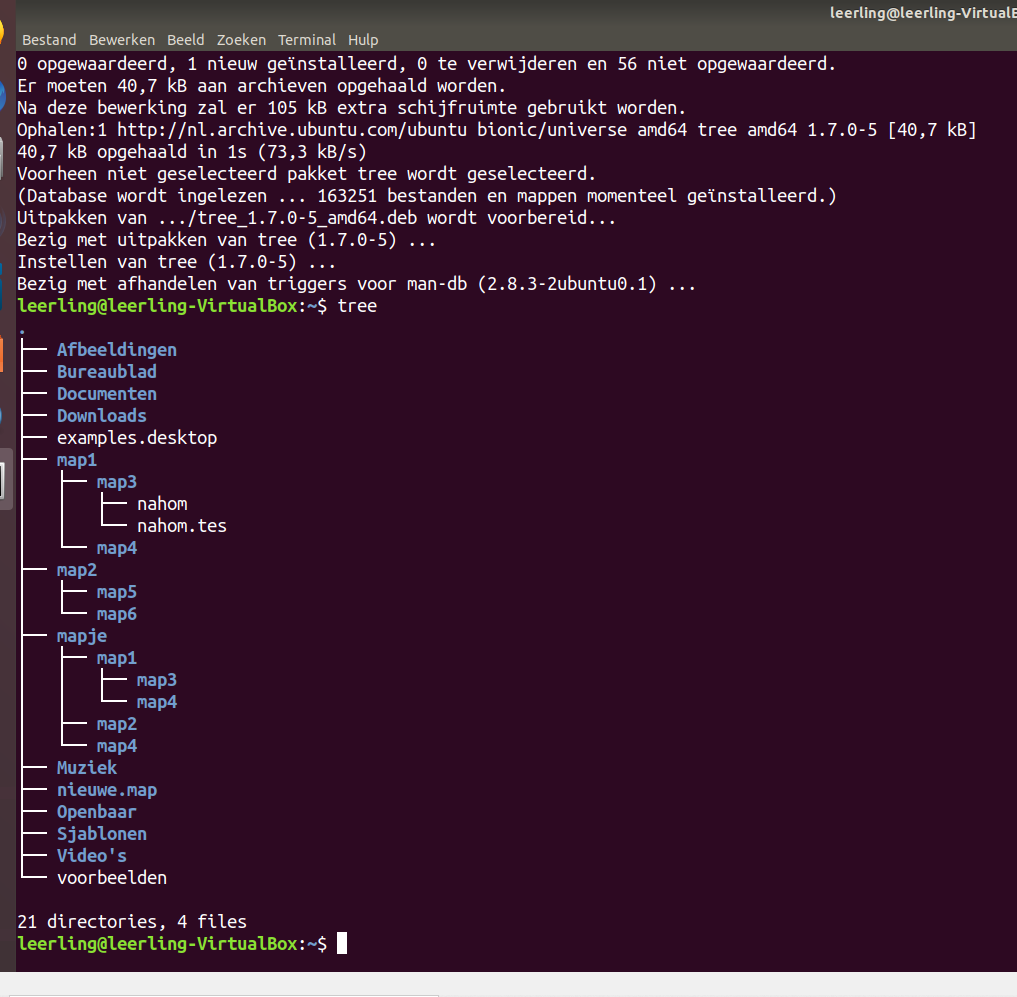 leerling@leerling-VirtualB
Bestand Bewerken Beeld Zoeken Terminal Hulp
0 opgewaardeerd, 1 nieuw geïnstalleerd, 0 te verwijderen en 56 niet opgewaardeerd.
Er moeten 40,7 kB aan archieven opgehaald worden.
Na deze bewerking zal er 105 kB extra schijfruimte gebruikt worden.
Ophalen:1 http://nl.archive.ubuntu.com/ubuntu bionic/universe amd64 tree amd64 1.7.0-5 [40,7 kB]
40,7 kB opgehaald in 1s (73,3 kB/s)
Voorheen niet geselecteerd pakket tree wordt geselecteerd.
(Database wordt ingelezen ... 163251 bestanden en mappen momenteel geïnstalleerd.)
Uitpakken van .../tree_1.7.0-5_amd64.deb wordt voorbereid...
Bezig met uitpakken van tree (1.7.0-5) ...
Instellen van tree (1.7.0-5) ...
Bezig met afhandelen van triggers voor man-db (2.8.3-2ubuntu0.1) ...
leerling@leerling-VirtualBox:~$ tree
.
├── Afbeeldingen
├── Bureaublad
├── Documenten
├── Downloads
├── examples.desktop
├── map1
│   ├── map3
│   │   ├── nahom
│   │   └── nahom.tes
│   └── map4
├── map2
│   ├── map5
│   └── map6
├── mapje
│   ├── map1
│   │   ├── map3
│   │   └── map4
│   ├── map2
│   └── map4
├── Muziek
├── nieuwe.map
├── Openbaar
├── Sjablonen
├── Video's
└── voorbeelden
21 directories, 4 files
leerling@leerling-VirtualBox:~$